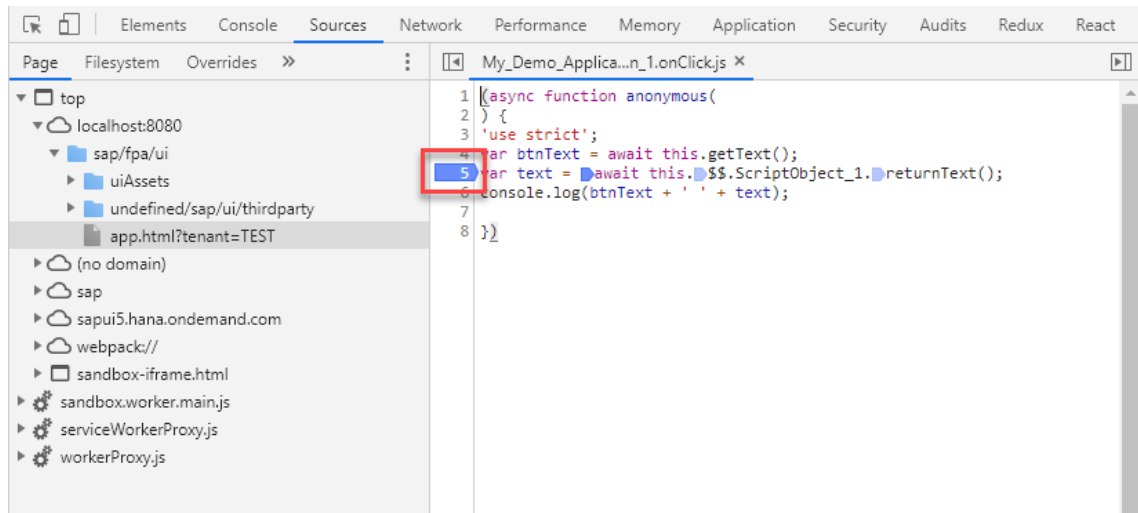 Elements Console Sources Network Performance Memory Application Security Audits Redux React
Page Filesystem Overrides »
My_Demo_Applica...n_1.onClick.js ×
top
localhost:8080
sap/fpa/ui
uiAssets
undefined/sap/ui/thirdparty
app.html?tenant=TEST
(no domain)
sap
sapui5.hana.ondemand.com
webpack://
sandbox-iframe.html
sandbox.worker.main.js
serviceWorkerProxy.js
workerProxy.js
1 (async function anonymous(
2 ) {
3 'use strict';
4 var btnText = await this.getText();
5 var text = await this.$$.ScriptObject_1.returnText();
6 console.log(btnText + ' ' + text);
7
8 })